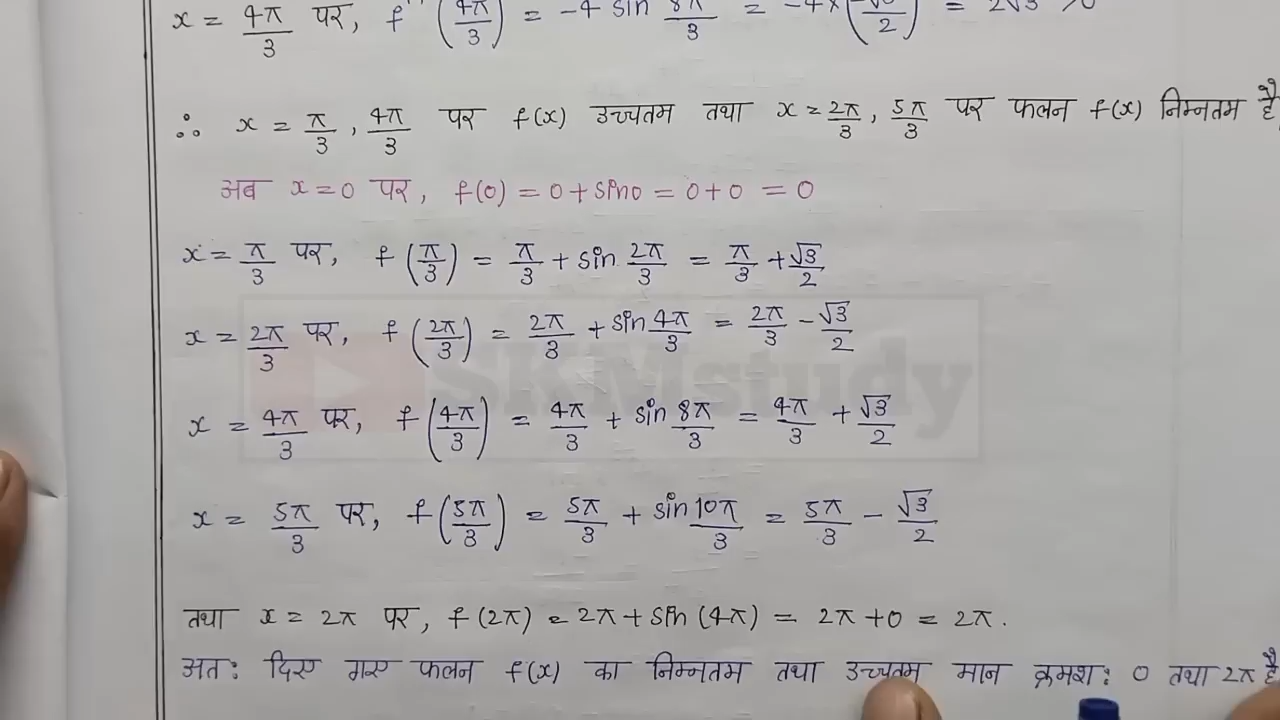 x = 4π/3 पर, f''(4π/3) = -4 sin 8π/3 = -4×(√3/2) = 2√3 >0
∴ x = π/3, 4π/3 पर f(x) उच्चतम तथा x = 2π/3, 5π/3 पर फलन f(x) निम्नतम है।
अब x=0 पर, f(0) = 0 + sin0 = 0+0 = 0
x = π/3 पर, f(π/3) = π/3 + sin 2π/3 = π/3 + √3/2
x = 2π/3 पर, f(2π/3) = 2π/3 + sin 4π/3 = 2π/3 - √3/2
SKMstudy
x = 4π/3 पर, f(4π/3) = 4π/3 + sin 8π/3 = 4π/3 + √3/2
x = 5π/3 पर, f(5π/3) = 5π/3 + sin 10π/3 = 5π/3 - √3/2
तथा x = 2π पर, f(2π) = 2π + sin(4π) = 2π+0 = 2π.
अतः दिए गए फलन f(x) का निम्नतम तथा उच्चतम मान क्रमशः 0 तथा 2π है